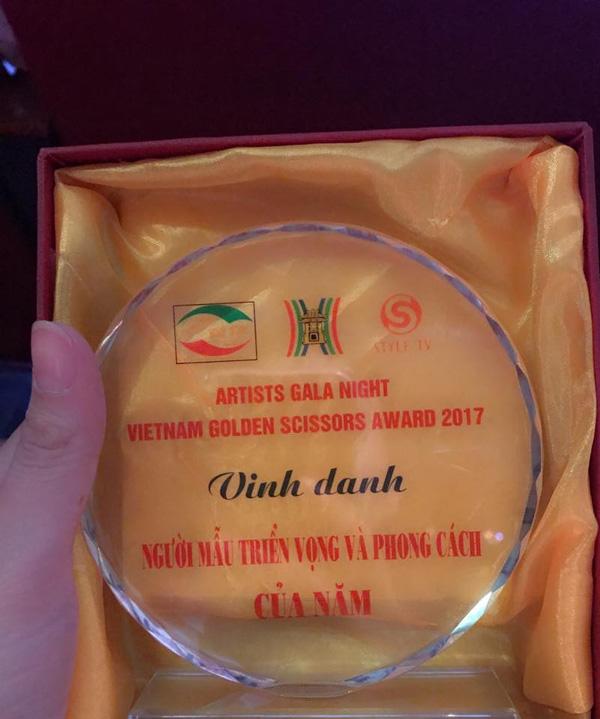 STYLE TV
ARTISTS GALA NIGHT
VIETNAM GOLDEN SCISSORS AWARD 2017
Vinh danh
NGƯỜI MẪU TRIỂN VỌNG VÀ PHONG CÁCH
CỦA NĂM